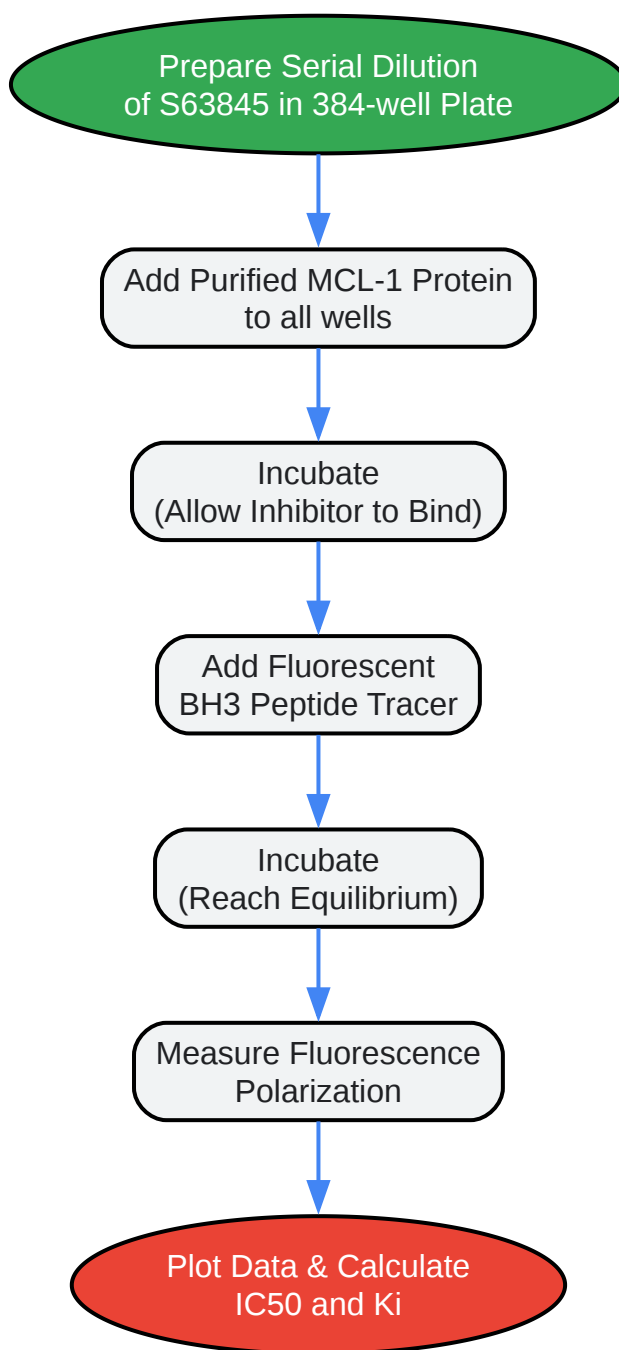 Prepare Serial Dilution
of S63845 in 384-well Plate
Add Purified MCL-1 Protein
to all wells
Incubate
(Allow Inhibitor to Bind)
Add Fluorescent
BH3 Peptide Tracer
Incubate
(Reach Equilibrium)
Measure Fluorescence
Polarization
Plot Data & Calculate
IC50 and Ki